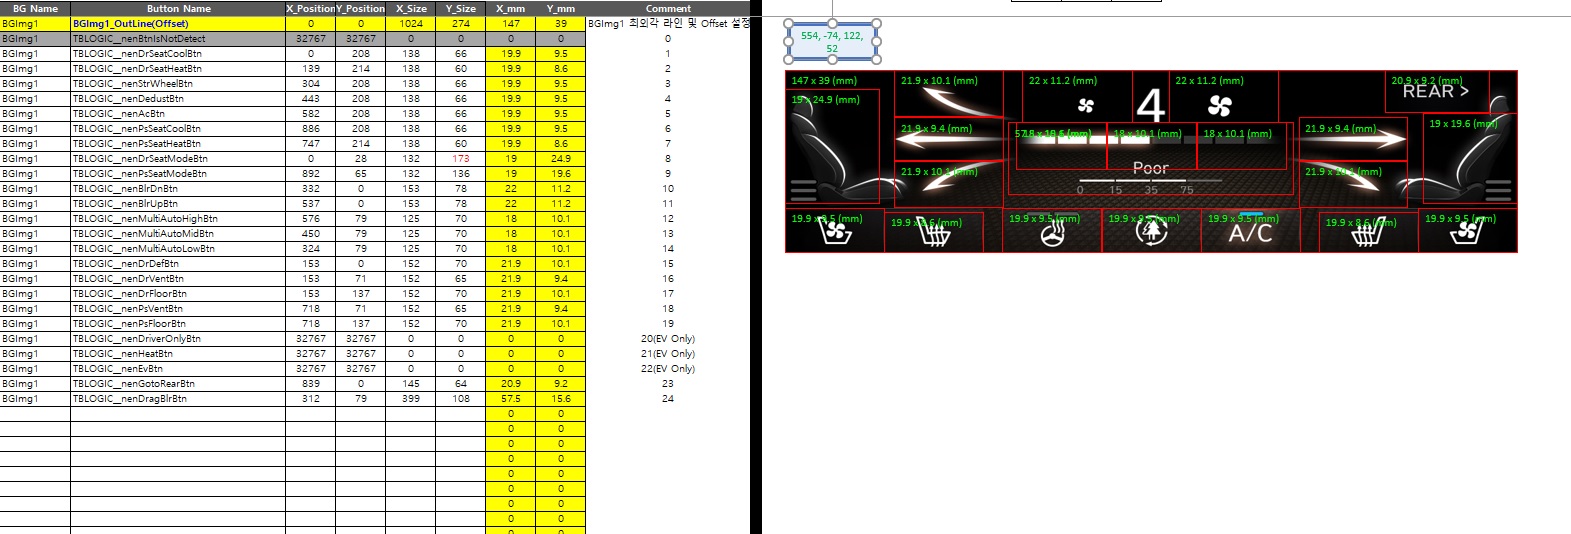 BG Name Button Name X_Position Y_Position X_Size Y_Size X_mm Y_mm Comment
BGImg1 BGImg1_OutLine(Offset) 0 0 1024 274 147 39 BGImg1 최외각 라인 및 Offset 설정
BGImg1 TBLOGIC__nenBtnIsNotDetect 32767 32767 0 0 0 0 0
BGImg1 TBLOGIC__nenDrSeatCoolBtn 0 208 138 66 19.9 9.5 1
BGImg1 TBLOGIC__nenDrSeatHeatBtn 139 214 138 60 19.9 8.6 2
BGImg1 TBLOGIC__nenStrWheelBtn 304 208 138 66 19.9 9.5 3
BGImg1 TBLOGIC__nenDedustBtn 443 208 138 66 19.9 9.5 4
BGImg1 TBLOGIC__nenAcBtn 582 208 138 66 19.9 9.5 5
BGImg1 TBLOGIC__nenPsSeatCoolBtn 886 208 138 66 19.9 9.5 6
BGImg1 TBLOGIC__nenPsSeatHeatBtn 747 214 138 60 19.9 8.6 7
BGImg1 TBLOGIC__nenDrSeatModeBtn 0 28 132 173 19 24.9 8
BGImg1 TBLOGIC__nenPsSeatModeBtn 892 65 132 136 19 19.6 9
BGImg1 TBLOGIC__nenBlrDnBtn 332 0 153 78 22 11.2 10
BGImg1 TBLOGIC__nenBlrUpBtn 537 0 153 78 22 11.2 11
BGImg1 TBLOGIC__nenMultiAutoHighBtn 576 79 125 70 18 10.1 12
BGImg1 TBLOGIC__nenMultiAutoMidBtn 450 79 125 70 18 10.1 13
BGImg1 TBLOGIC__nenMultiAutoLowBtn 324 79 125 70 18 10.1 14
BGImg1 TBLOGIC__nenDrDefBtn 153 0 152 70 21.9 10.1 15
BGImg1 TBLOGIC__nenDrVentBtn 153 71 152 65 21.9 9.4 16
BGImg1 TBLOGIC__nenDrFloorBtn 153 137 152 70 21.9 10.1 17
BGImg1 TBLOGIC__nenPsVentBtn 718 71 152 65 21.9 9.4 18
BGImg1 TBLOGIC__nenPsFloorBtn 718 137 152 70 21.9 10.1 19
BGImg1 TBLOGIC__nenDriverOnlyBtn 32767 32767 0 0 0 0 20(EV Only)
BGImg1 TBLOGIC__nenHeatBtn 32767 32767 0 0 0 0 21(EV Only)
BGImg1 TBLOGIC__nenEvBtn 32767 32767 0 0 0 0 22(EV Only)
BGImg1 TBLOGIC__nenGotoRearBtn 839 0 145 64 20.9 9.2 23
BGImg1 TBLOGIC__nenDragBlrBtn 312 79 399 108 57.5 15.6 24
0 0
0 0
0 0
0 0
0 0
0 0
0 0
0 0
0 0
554, -74, 122,
52
147 x 39 (mm) 21.9 x 10.1 (mm) 22 x 11.2 (mm) 22 x 11.2 (mm) 20.9 x 9.2 (mm)
REAR >
19 x 24.9 (mm) 4
21.9 x 9.4 (mm) 18 x 10.1 (mm) 18 x 10.1 (mm) 21.9 x 9.4 (mm) 19 x 19.6 (mm)
21.9 x 10.1 (mm) Poor 21.9 x 10.1 (mm)
0 15 35 75
19.9 x 9.5 (mm) 19.9 x 8.6 (mm) 19.9 x 9.5 (mm) 19.9 x 9.5 (mm) 19.9 x 9.5 (mm) 19.9 x 8.6 (mm) 19.9 x 9.5 (mm)
A/C